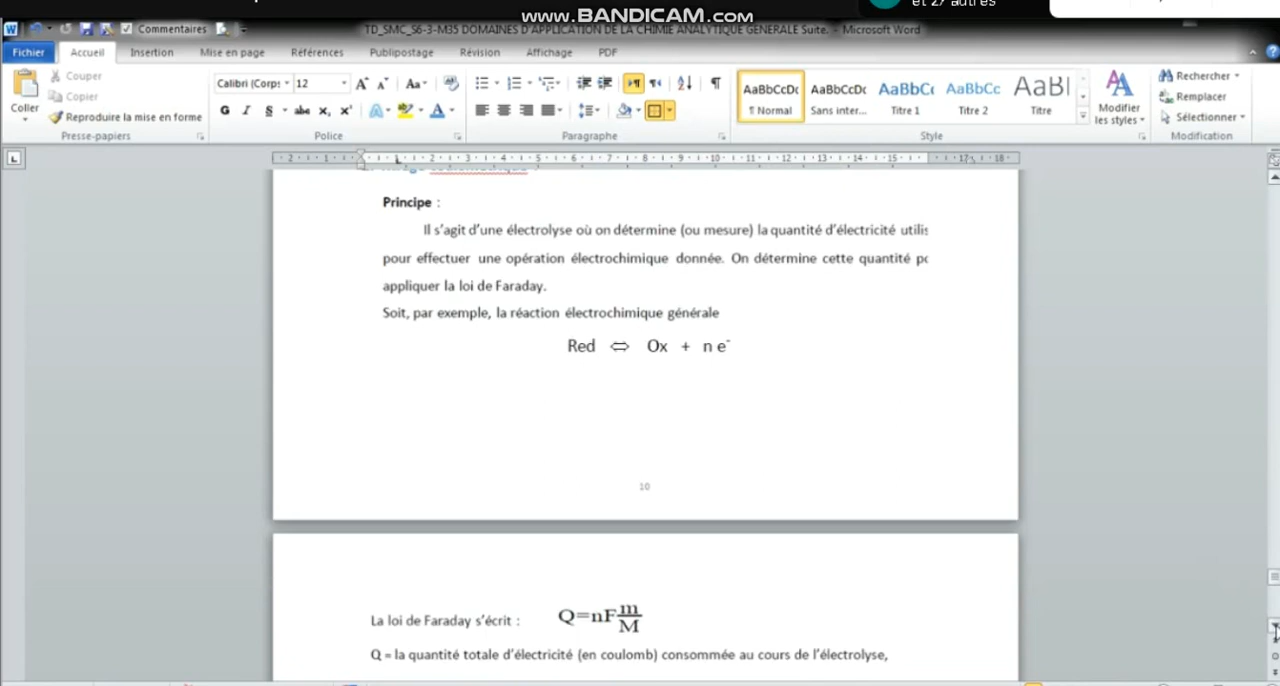 www.BANDICAM.com
et 27 autres
Commentaires
TD_SMC_S6-3-M35 DOMAINES D'APPLICATION DE LA CHIMIE ANALYTIQUE GENERALE Suite. - Microsoft Word
Fichier Accueil Insertion Mise en page Références Publipostage Révision Affichage PDF
Coller
Couper
Copier
Reproduire la mise en forme
Presse-papiers
Calibri (Corps 12
G I S abc x, x'
Police
Paragraphe
AaBbCcDc AaBbCcDc AaBbC AaBbCc AaBl
¶ Normal Sans inter... Titre 1 Titre 2 Titre
Style
Modifier les styles
Rechercher
Remplacer
Sélectionner
Modification
Principe :
Il s'agit d'une électrolyse où on détermine (ou mesure) la quantité d'électricité utilis
pour effectuer une opération électrochimique donnée. On détermine cette quantité po
appliquer la loi de Faraday.
Soit, par exemple, la réaction électrochimique générale
Red ⇔ Ox + n e⁻
10
La loi de Faraday s'écrit : Q=nF m/M
Q = la quantité totale d'électricité (en coulomb) consommée au cours de l'électrolyse,